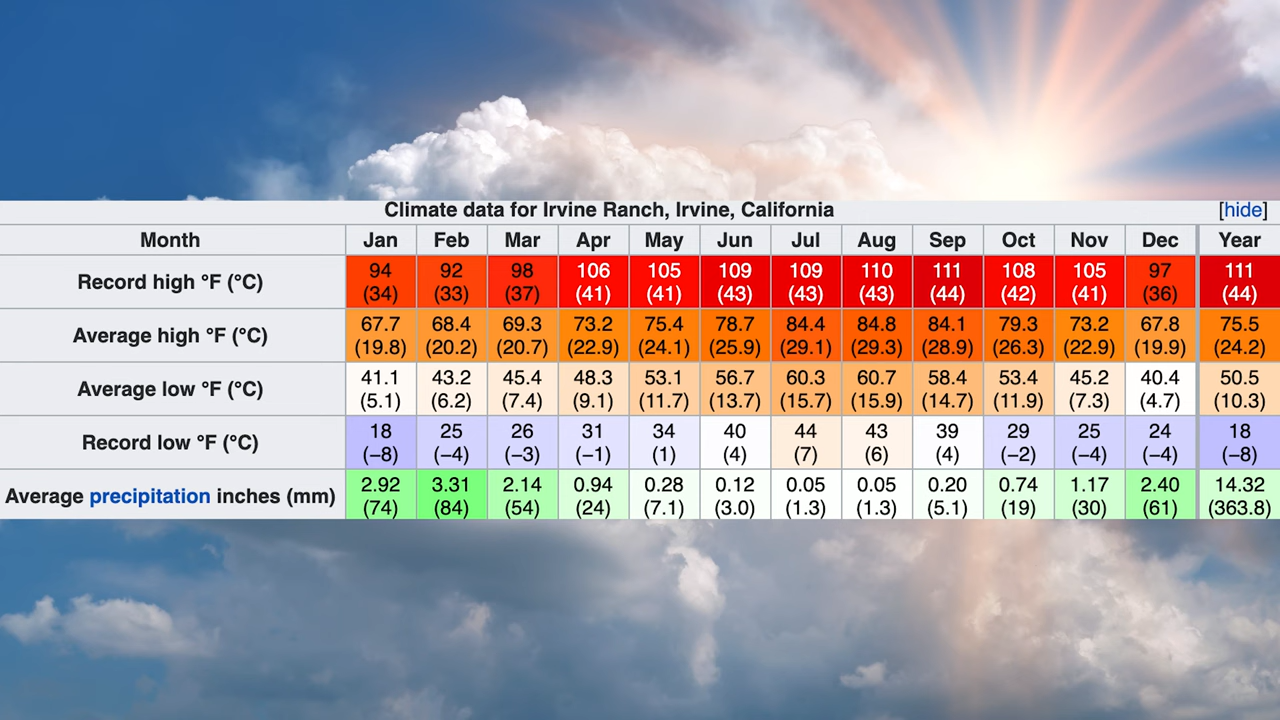 Climate data for Irvine Ranch, Irvine, California [hide]
Month Jan Feb Mar Apr May Jun Jul Aug Sep Oct Nov Dec Year
Record high °F (°C) 94 92 98 106 105 109 109 110 111 108 105 97 111
(34) (33) (37) (41) (41) (43) (43) (43) (44) (42) (41) (36) (44)
Average high °F (°C) 67.7 68.4 69.3 73.2 75.4 78.7 84.4 84.8 84.1 79.3 73.2 67.8 75.5
(19.8) (20.2) (20.7) (22.9) (24.1) (25.9) (29.1) (29.3) (28.9) (26.3) (22.9) (19.9) (24.2)
Average low °F (°C) 41.1 43.2 45.4 48.3 53.1 56.7 60.3 60.7 58.4 53.4 45.2 40.4 50.5
(5.1) (6.2) (7.4) (9.1) (11.7) (13.7) (15.7) (15.9) (14.7) (11.9) (7.3) (4.7) (10.3)
Record low °F (°C) 18 25 26 31 34 40 44 43 39 29 25 24 18
(−8) (−4) (−3) (−1) (1) (4) (7) (6) (4) (−2) (−4) (−4) (−8)
Average precipitation inches (mm) 2.92 3.31 2.14 0.94 0.28 0.12 0.05 0.05 0.20 0.74 1.17 2.40 14.32
(74) (84) (54) (24) (7.1) (3.0) (1.3) (1.3) (5.1) (19) (30) (61) (363.8)